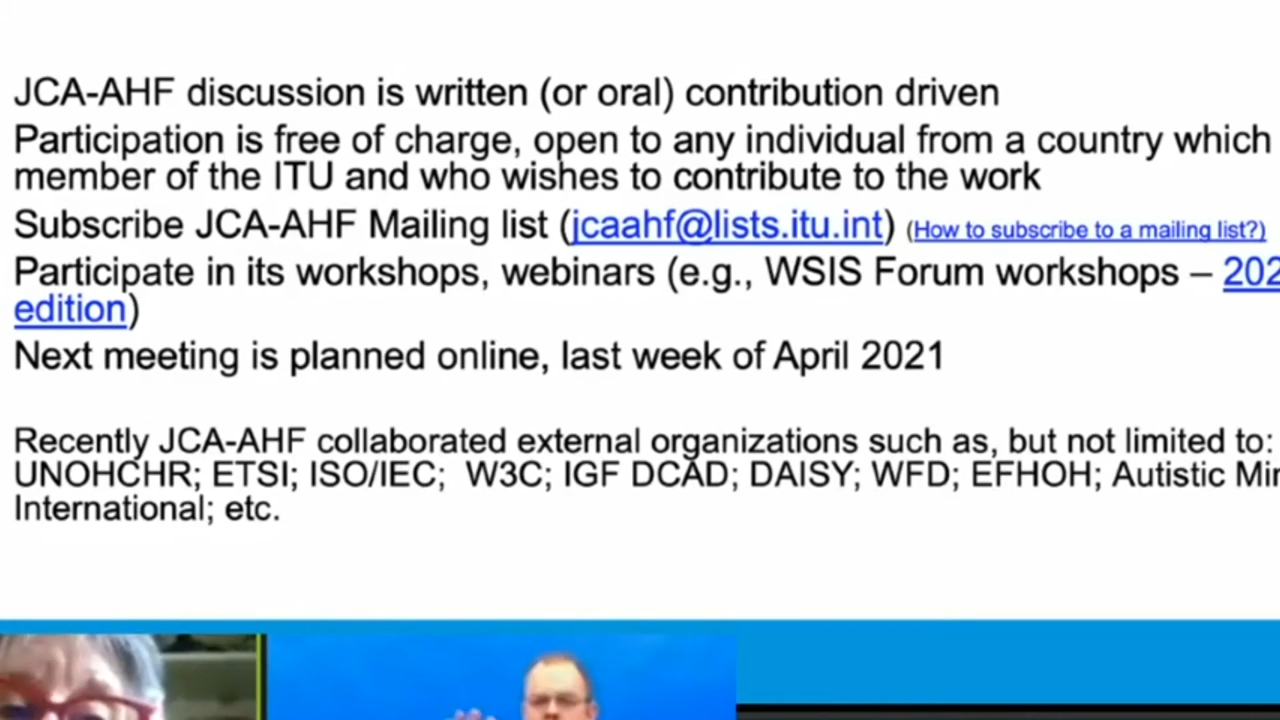 JCA-AHF discussion is written (or oral) contribution driven
Participation is free of charge, open to any individual from a country which
member of the ITU and who wishes to contribute to the work
Subscribe JCA-AHF Mailing list (jcaahf@lists.itu.int) (How to subscribe to a mailing list?)
Participate in its workshops, webinars (e.g., WSIS Forum workshops –
edition)
Next meeting is planned online, last week of April 2021
Recently JCA-AHF collaborated external organizations such as, but not limited to:
UNOHCHR; ETSI; ISO/IEC; W3C; IGF DCAD; DAISY; WFD; EFHOH; Autistic
International; etc.